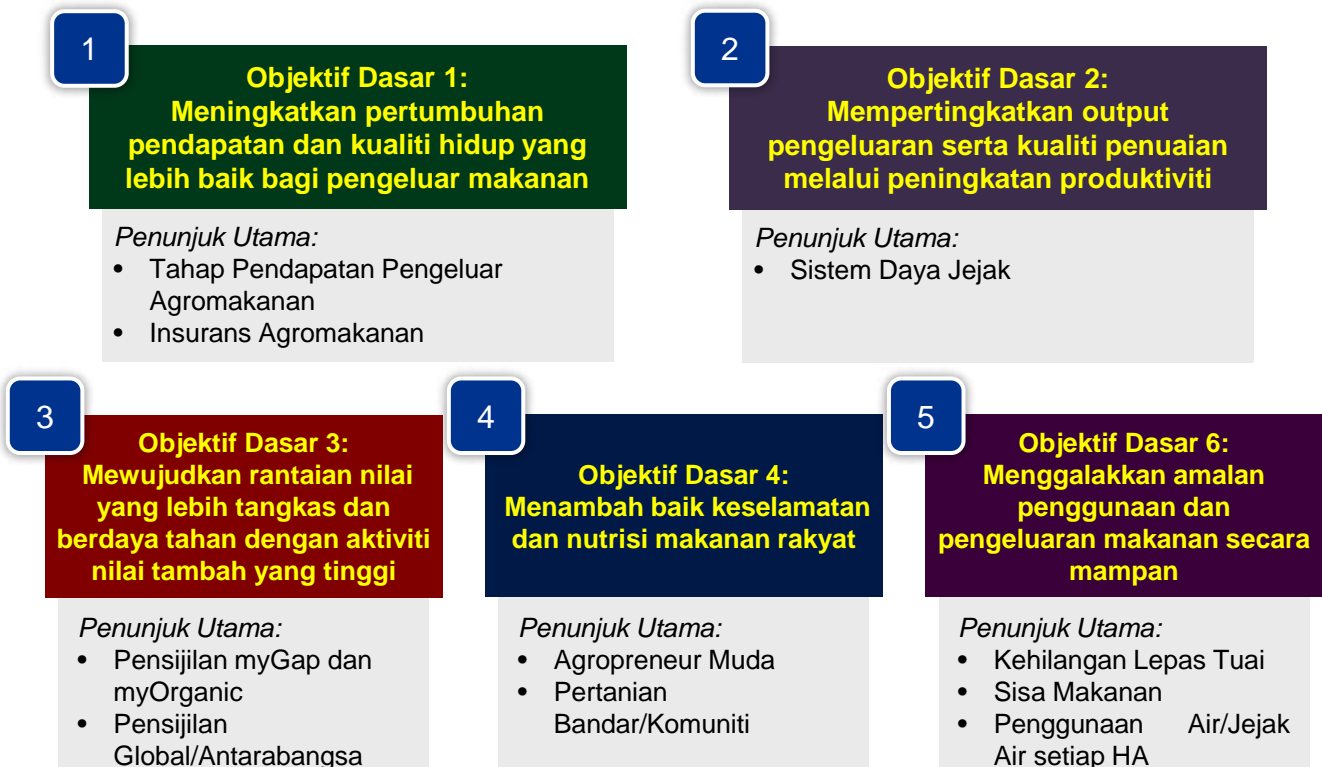 1
Objektif Dasar 1:
Meningkatkan pertumbuhan
pendapatan dan kualiti hidup yang
lebih baik bagi pengeluar makanan
Penunjuk Utama:
• Tahap Pendapatan Pengeluar
Agromakanan
• Insurans Agromakanan
2
Objektif Dasar 2:
Mempertingkatkan output
pengeluaran serta kualiti penuaian
melalui peningkatan produktiviti
Penunjuk Utama:
• Sistem Daya Jejak
3
Objektif Dasar 3:
Mewujudkan rantaian nilai
yang lebih tangkas dan
berdaya tahan dengan aktiviti
nilai tambah yang tinggi
Penunjuk Utama:
• Pensijilan myGap dan
myOrganic
• Pensijilan
Global/Antarabangsa
4
Objektif Dasar 4:
Menambah baik keselamatan
dan nutrisi makanan rakyat
Penunjuk Utama:
• Agropreneur Muda
• Pertanian
Bandar/Komuniti
5
Objektif Dasar 6:
Menggalakkan amalan
penggunaan dan
pengeluaran makanan secara
mampan
Penunjuk Utama:
• Kehilangan Lepas Tuai
• Sisa Makanan
• Penggunaan Air/Jejak
Air setiap HA